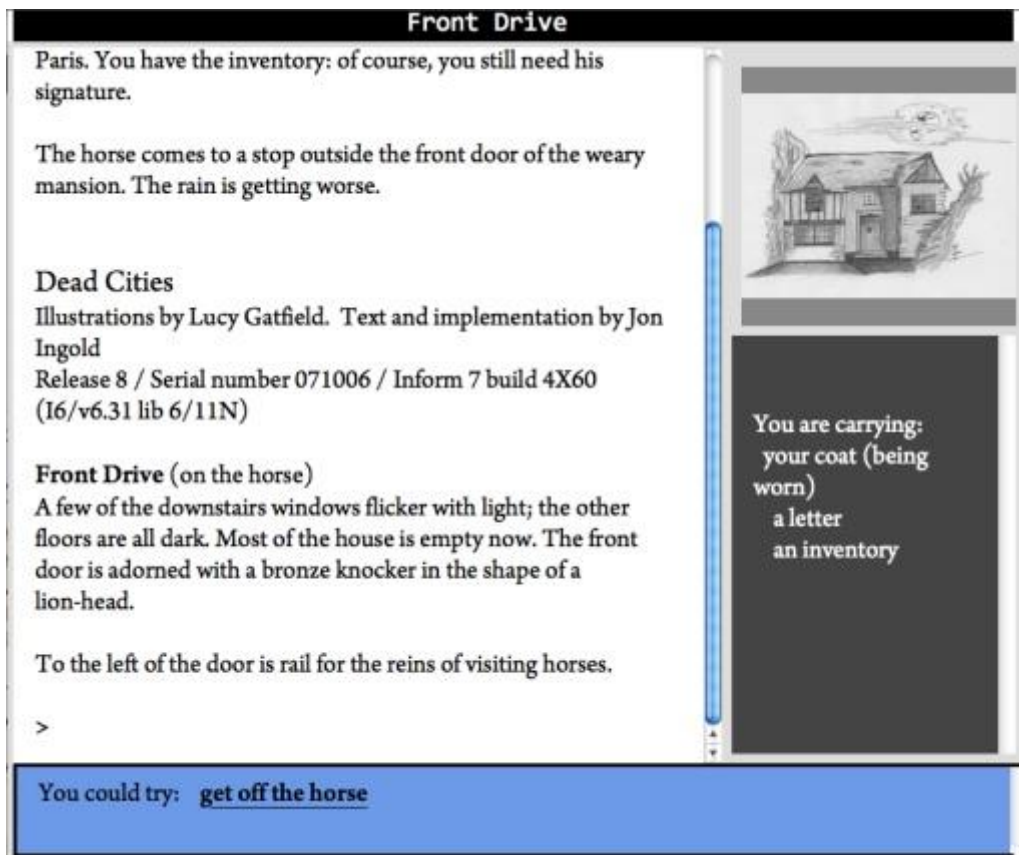 Front Drive
Paris. You have the inventory: of course, you still need his
signature.
The horse comes to a stop outside the front door of the weary
mansion. The rain is getting worse.
Dead Cities
Illustrations by Lucy Gatfield.  Text and implementation by Jon
Ingold
Release 8 / Serial number 071006 / Inform 7 build 4X60
(I6/v6.31 lib 6/11N)
Front Drive (on the horse)
A few of the downstairs windows flicker with light; the other
floors are all dark. Most of the house is empty now. The front
door is adorned with a bronze knocker in the shape of a
lion-head.
To the left of the door is rail for the reins of visiting horses.
>
You are carrying:
your coat (being
worn)
a letter
an inventory
You could try: get off the horse